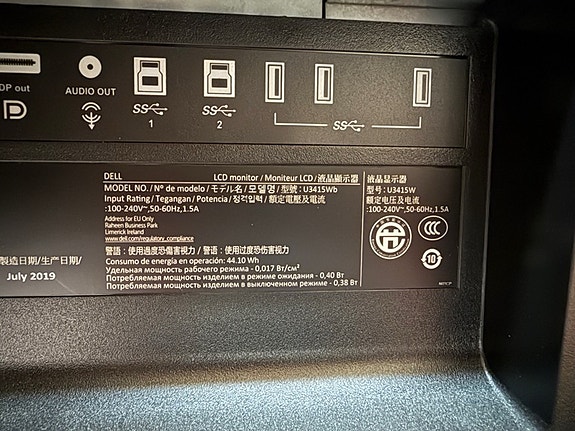 DP out
AUDIO OUT
1
2
DELL
LCD monitor / Moniteur LCD / 液晶顯示器
MODEL NO. / Nº de modelo / モデル名 / 모델명 / 型號 : U3415Wb
Input Rating / Tegangan / Potencia / 정격입력 / 額定電壓及電流
:100-240V~,50-60Hz,1.5A
Address for EU Only
Raheen Business Park
Limerick Ireland
www.dell/regulatory_compliance
警語 : 使用過度恐傷害視力 / 警语 : 使用过度恐伤害视力
Consumo de energía en operación: 44.10 Wh
Удельная мощность рабочего режима - 0,017 Вт/см²
Потребляемая мощность изделием в режиме ожидания - 0,40 Вт
Потребляемая мощность изделием в выключенном режиме - 0,38 Вт
液晶显示器
型号: U3415W
额定电压及电流
:100-240V~,50-60Hz,1.5A
10
製造日期/生产日期/
July 2019